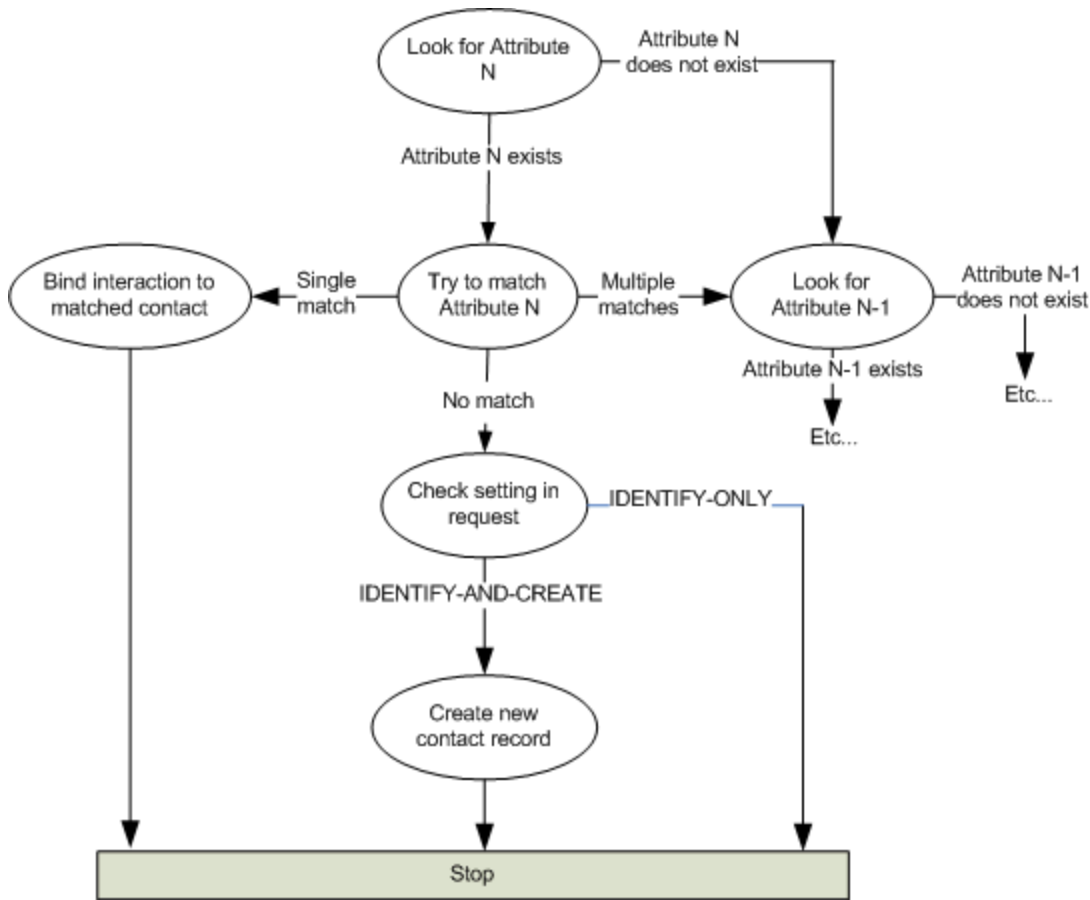 Look for Attribute
N
Attribute N
does not exist
Attribute N exists
Bind interaction to
matched contact
Single
match
Try to match
Attribute N
Multiple
matches
Look for
Attribute N-1
Attribute N-1
does not exist
Attribute N-1 exists
Etc...
Etc...
No match
Check setting in
request
IDENTIFY-ONLY
IDENTIFY-AND-CREATE
Create new
contact record
Stop